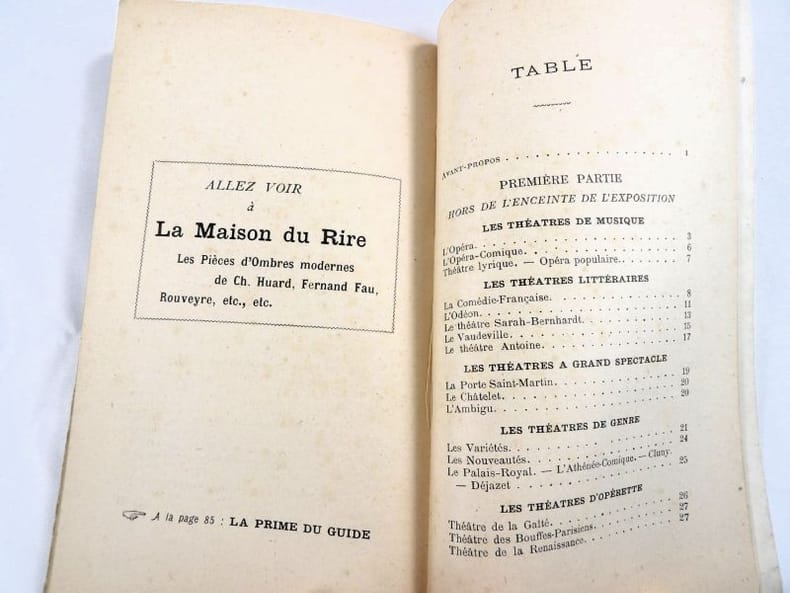 ALLEZ VOIR
à
La Maison du Rire
Les Pièces d'Ombres modernes
de Ch. Huard, Fernand Fau,
Rouveyre, etc., etc.
A la page 85 : LA PRIME DU GUIDE
TABLE
AVANT-PROPOS . . . . . . . . . . . . . . . . . . 1
PREMIÈRE PARTIE
HORS DE L'ENCEINTE DE L'EXPOSITION
LES THÉATRES DE MUSIQUE
L'Opéra. . . . . . . . . . . . . . . . . . . . 3
L'Opéra-Comique. . . . . . . . . . . . . . . . 6
Théâtre lyrique. — Opéra populaire. . . . . . . 7
LES THÉATRES LITTÉRAIRES
La Comédie-Française. . . . . . . . . . . . . . 8
L'Odéon. . . . . . . . . . . . . . . . . . . . 11
Le théâtre Sarah-Bernhardt. . . . . . . . . . . 13
Le Vaudeville. . . . . . . . . . . . . . . . . 15
Le théâtre Antoine. . . . . . . . . . . . . . . 17
LES THÉATRES A GRAND SPECTACLE
La Porte Saint-Martin. . . . . . . . . . . . . 19
Le Châtelet. . . . . . . . . . . . . . . . . . 20
L'Ambigu. . . . . . . . . . . . . . . . . . . . 20
LES THÉATRES DE GENRE
Les Variétés. . . . . . . . . . . . . . . . . . 21
Les Nouveautés. . . . . . . . . . . . . . . . . 24
Le Palais-Royal. — L'Athénée-Comique. — Cluny.
— Déjazet . . . . . . . . . . . . . . . . . . . 25
LES THÉATRES D'OPÉRETTE
Théâtre de la Gaîté. . . . . . . . . . . . . . 26
Théâtre des Bouffes-Parisiens. . . . . . . . . 27
Théâtre de la Renaissance. . . . . . . . . . . 27